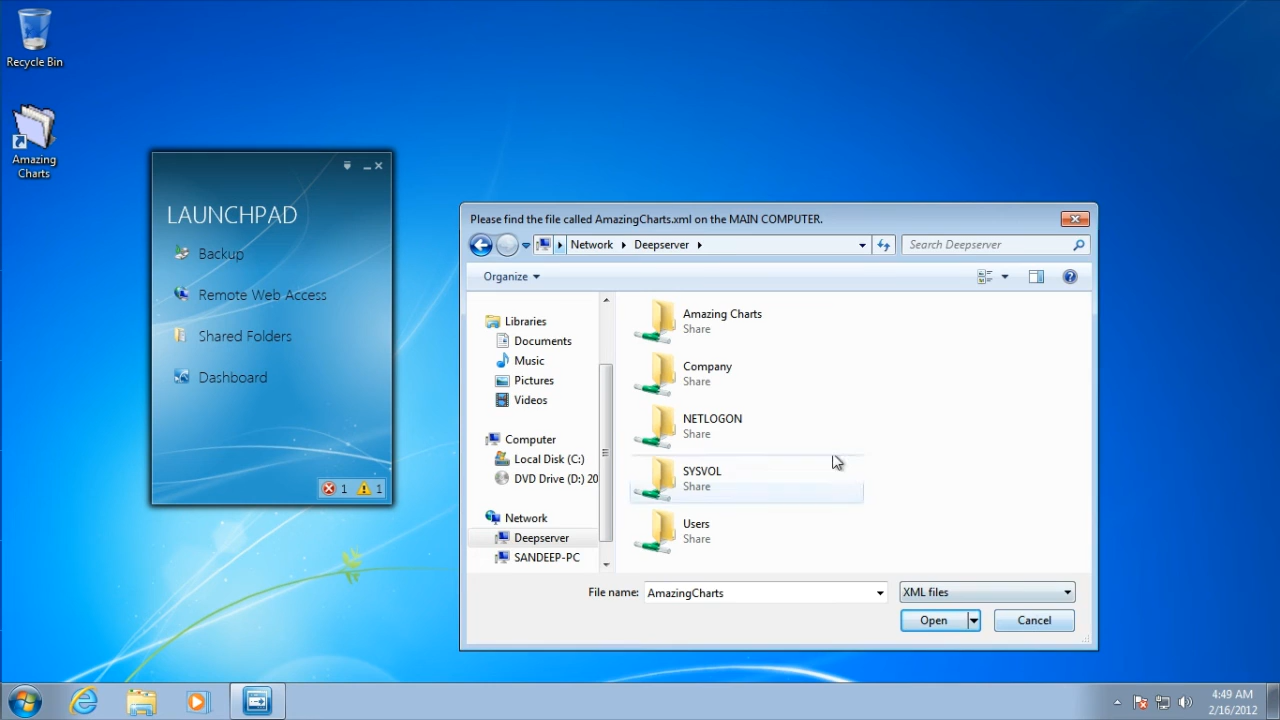 Recycle Bin
Amazing
Charts
LAUNCHPAD
Backup
Remote Web Access
Shared Folders
Dashboard
1 1
Please find the file called AmazingCharts.xml on the MAIN COMPUTER.
Network Deepserver
Search Deepserver
Organize
Libraries
Documents
Music
Pictures
Videos
Computer
Local Disk (C:)
DVD Drive (D:) 20
Network
Deepserver
SANDEEP-PC
Amazing Charts
Share
Company
Share
NETLOGON
Share
SYSVOL
Share
Users
Share
File name: AmazingCharts
XML files
Open
Cancel
4:49 AM
2/16/2012